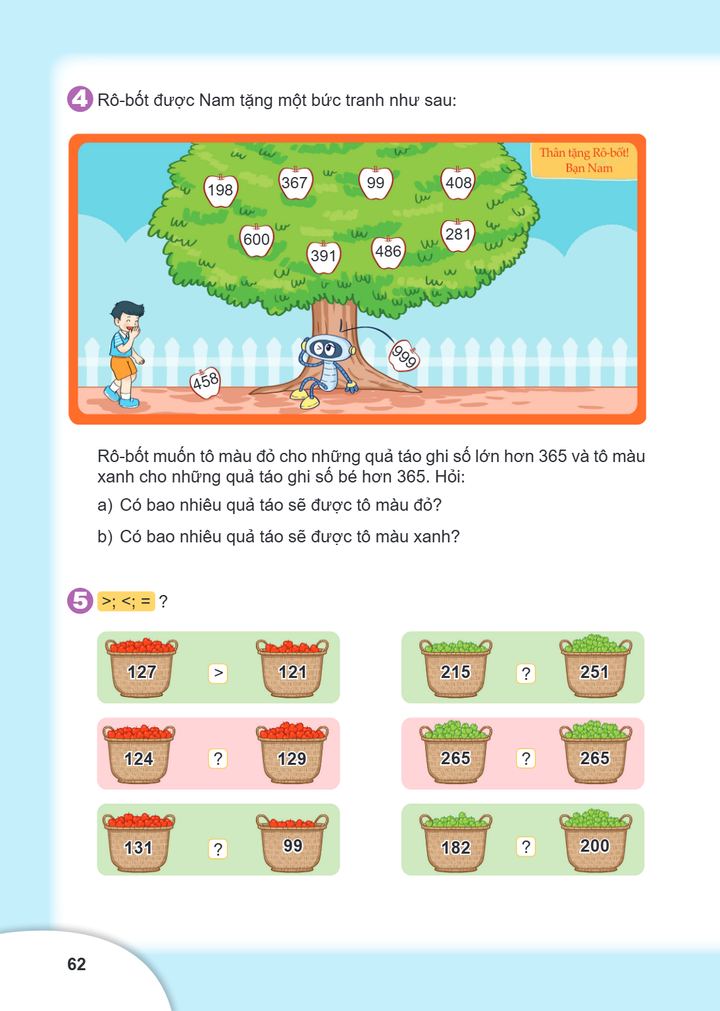 4 Rô-bốt được Nam tặng một bức tranh như sau:
Thân tặng Rô-bốt!
Bạn Nam
198 367 99 408
600 391 486 281
458 999
Rô-bốt muốn tô màu đỏ cho những quả táo ghi số lớn hơn 365 và tô màu
xanh cho những quả táo ghi số bé hơn 365. Hỏi:
a) Có bao nhiêu quả táo sẽ được tô màu đỏ?
b) Có bao nhiêu quả táo sẽ được tô màu xanh?
5 >; <; = ?
127 > 121 215 ? 251
124 ? 129 265 ? 265
131 ? 99 182 ? 200
62